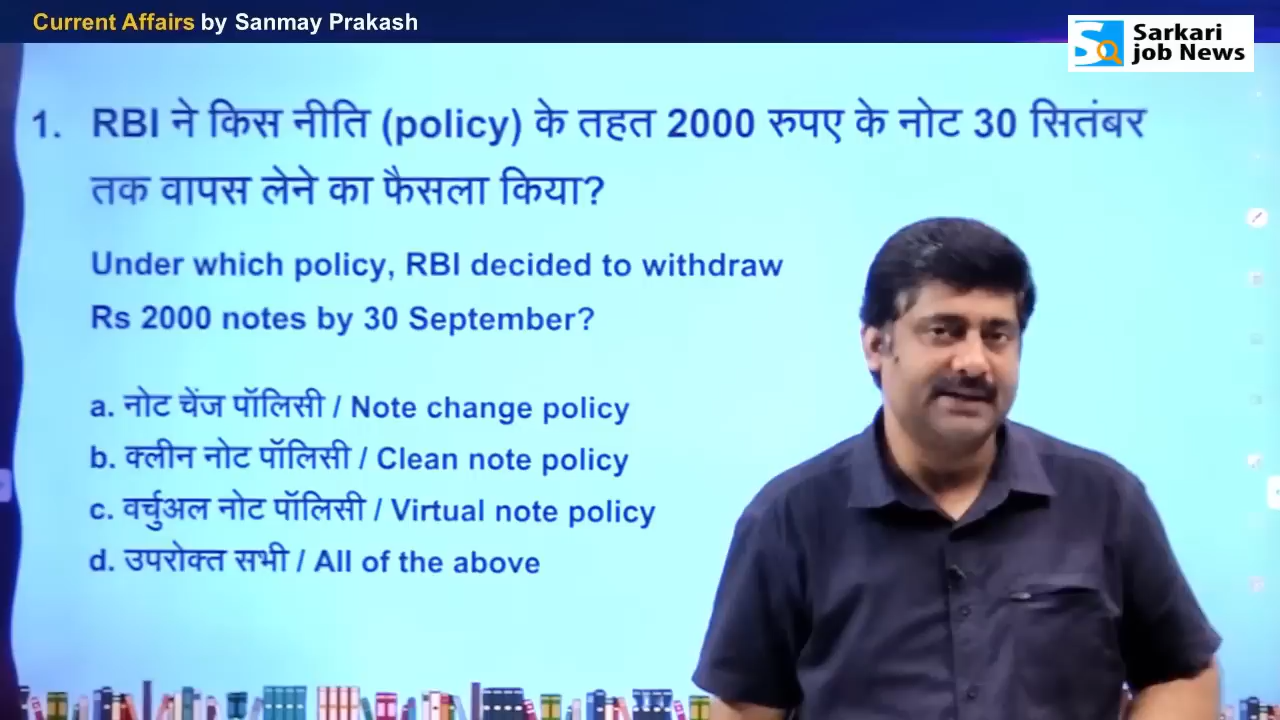 Current Affairs by Sanmay Prakash
Sarkari
Job News
1. RBI ने किस नीति (policy) के तहत 2000 रुपए के नोट 30 सितंबर
तक वापस लेने का फैसला किया?
Under which policy, RBI decided to withdraw
Rs 2000 notes by 30 September?
a. नोट चेंज पॉलिसी / Note change policy
b. क्लीन नोट पॉलिसी / Clean note policy
c. वर्चुअल नोट पॉलिसी / Virtual note policy
d. उपरोक्त सभी / All of the above